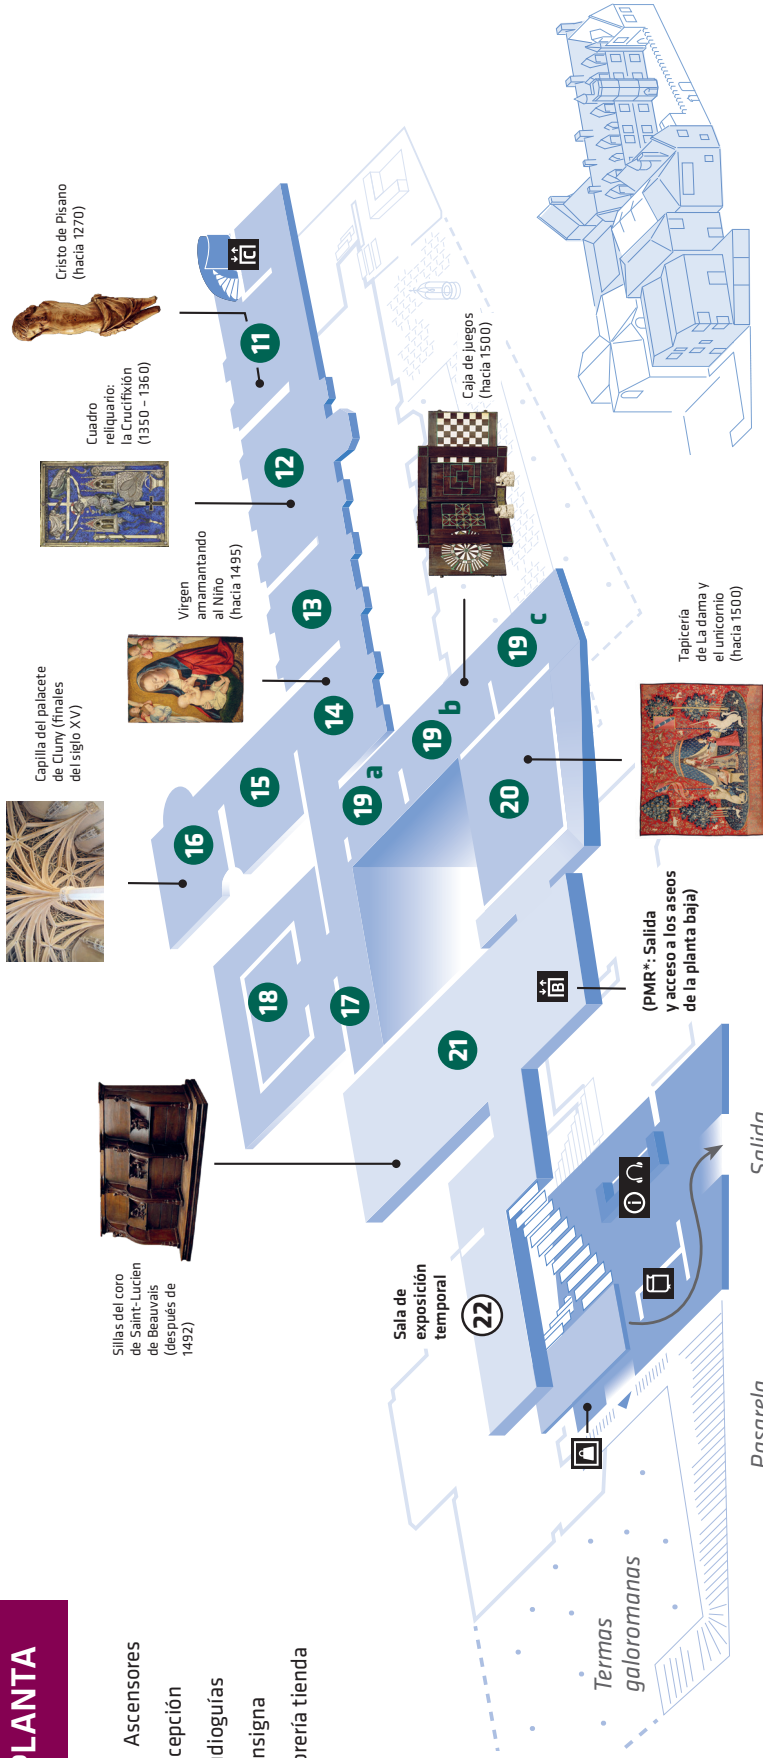 PLANTA
Ascensores
cepción
dioguías
nsigna
brería tienda
Sillas del coro
de Saint-Lucien
de Beauvais
(después de
1492)
Capilla del palacete
de Cluny (finales
del siglo XV)
Virgen
amamantando
al Niño
(hacia 1495)
Cuadro
relicuario:
la Crucifixión
(1350 – 1360)
Cristo de Pisano
(hacia 1270)
16
15
14
13
12
11
C
18
17
19 a
19 b
19 c
20
21
B
Sala de
exposición
temporal
22
Caja de juegos
(hacia 1500)
Tapicería
de La dama y
el unicornio
(hacia 1500)
(PMR*: Salida
y acceso a los aseos
de la planta baja)
i
Termas
galoromanas
Pasarela
Salida